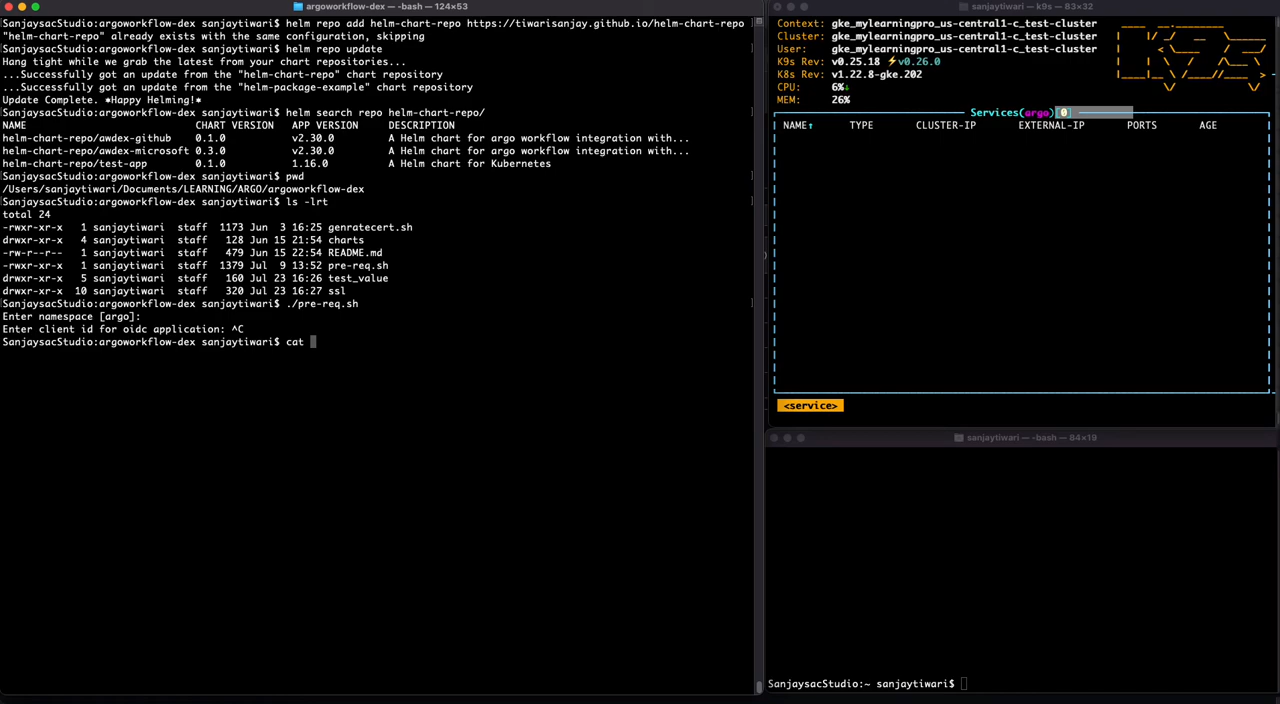 argoworkflow-dex — -bash — 124×53
SanjaysacStudio:argoworkflow-dex sanjaytiwari$ helm repo add helm-chart-repo https://tiwarisanjay.github.io/helm-chart-repo
"helm-chart-repo" already exists with the same configuration, skipping
SanjaysacStudio:argoworkflow-dex sanjaytiwari$ helm repo update
Hang tight while we grab the latest from your chart repositories...
...Successfully got an update from the "helm-chart-repo" chart repository
...Successfully got an update from the "helm-package-example" chart repository
Update Complete. ⎈Happy Helming!⎈
SanjaysacStudio:argoworkflow-dex sanjaytiwari$ helm search repo helm-chart-repo/
NAME CHART VERSION APP VERSION DESCRIPTION
helm-chart-repo/awdex-github 0.1.0 v2.30.0 A Helm chart for argo workflow integration with...
helm-chart-repo/awdex-microsoft 0.3.0 v2.30.0 A Helm chart for argo workflow integration with...
helm-chart-repo/test-app 0.1.0 1.16.0 A Helm chart for Kubernetes
SanjaysacStudio:argoworkflow-dex sanjaytiwari$ pwd
/Users/sanjaytiwari/Documents/LEARNING/ARGO/argoworkflow-dex
SanjaysacStudio:argoworkflow-dex sanjaytiwari$ ls -lrt
total 24
-rwxr-xr-x 1 sanjaytiwari staff 1173 Jun 3 16:25 genratecert.sh
drwxr-xr-x 4 sanjaytiwari staff 128 Jun 15 21:54 charts
-rw-r--r-- 1 sanjaytiwari staff 479 Jun 15 22:54 README.md
-rwxr-xr-x 1 sanjaytiwari staff 1379 Jul 9 13:52 pre-req.sh
drwxr-xr-x 5 sanjaytiwari staff 160 Jul 23 16:26 test_value
drwxr-xr-x 10 sanjaytiwari staff 320 Jul 23 16:27 ssl
SanjaysacStudio:argoworkflow-dex sanjaytiwari$ ./pre-req.sh
Enter namespace [argo]:
Enter client id for oidc application: ^C
SanjaysacStudio:argoworkflow-dex sanjaytiwari$ cat
sanjaytiwari — k9s — 83×32
Context: gke_mylearningpro_us-central1-c_test-cluster
Cluster: gke_mylearningpro_us-central1-c_test-cluster
User: gke_mylearningpro_us-central1-c_test-cluster
K9s Rev: v0.25.18 ⚡v0.26.0
K8s Rev: v1.22.8-gke.202
CPU: 6%↓
MEM: 26%
Services(argo)[0]
NAME↑ TYPE CLUSTER-IP EXTERNAL-IP PORTS AGE
<service>
sanjaytiwari — -bash — 84×19
SanjaysacStudio:~ sanjaytiwari$